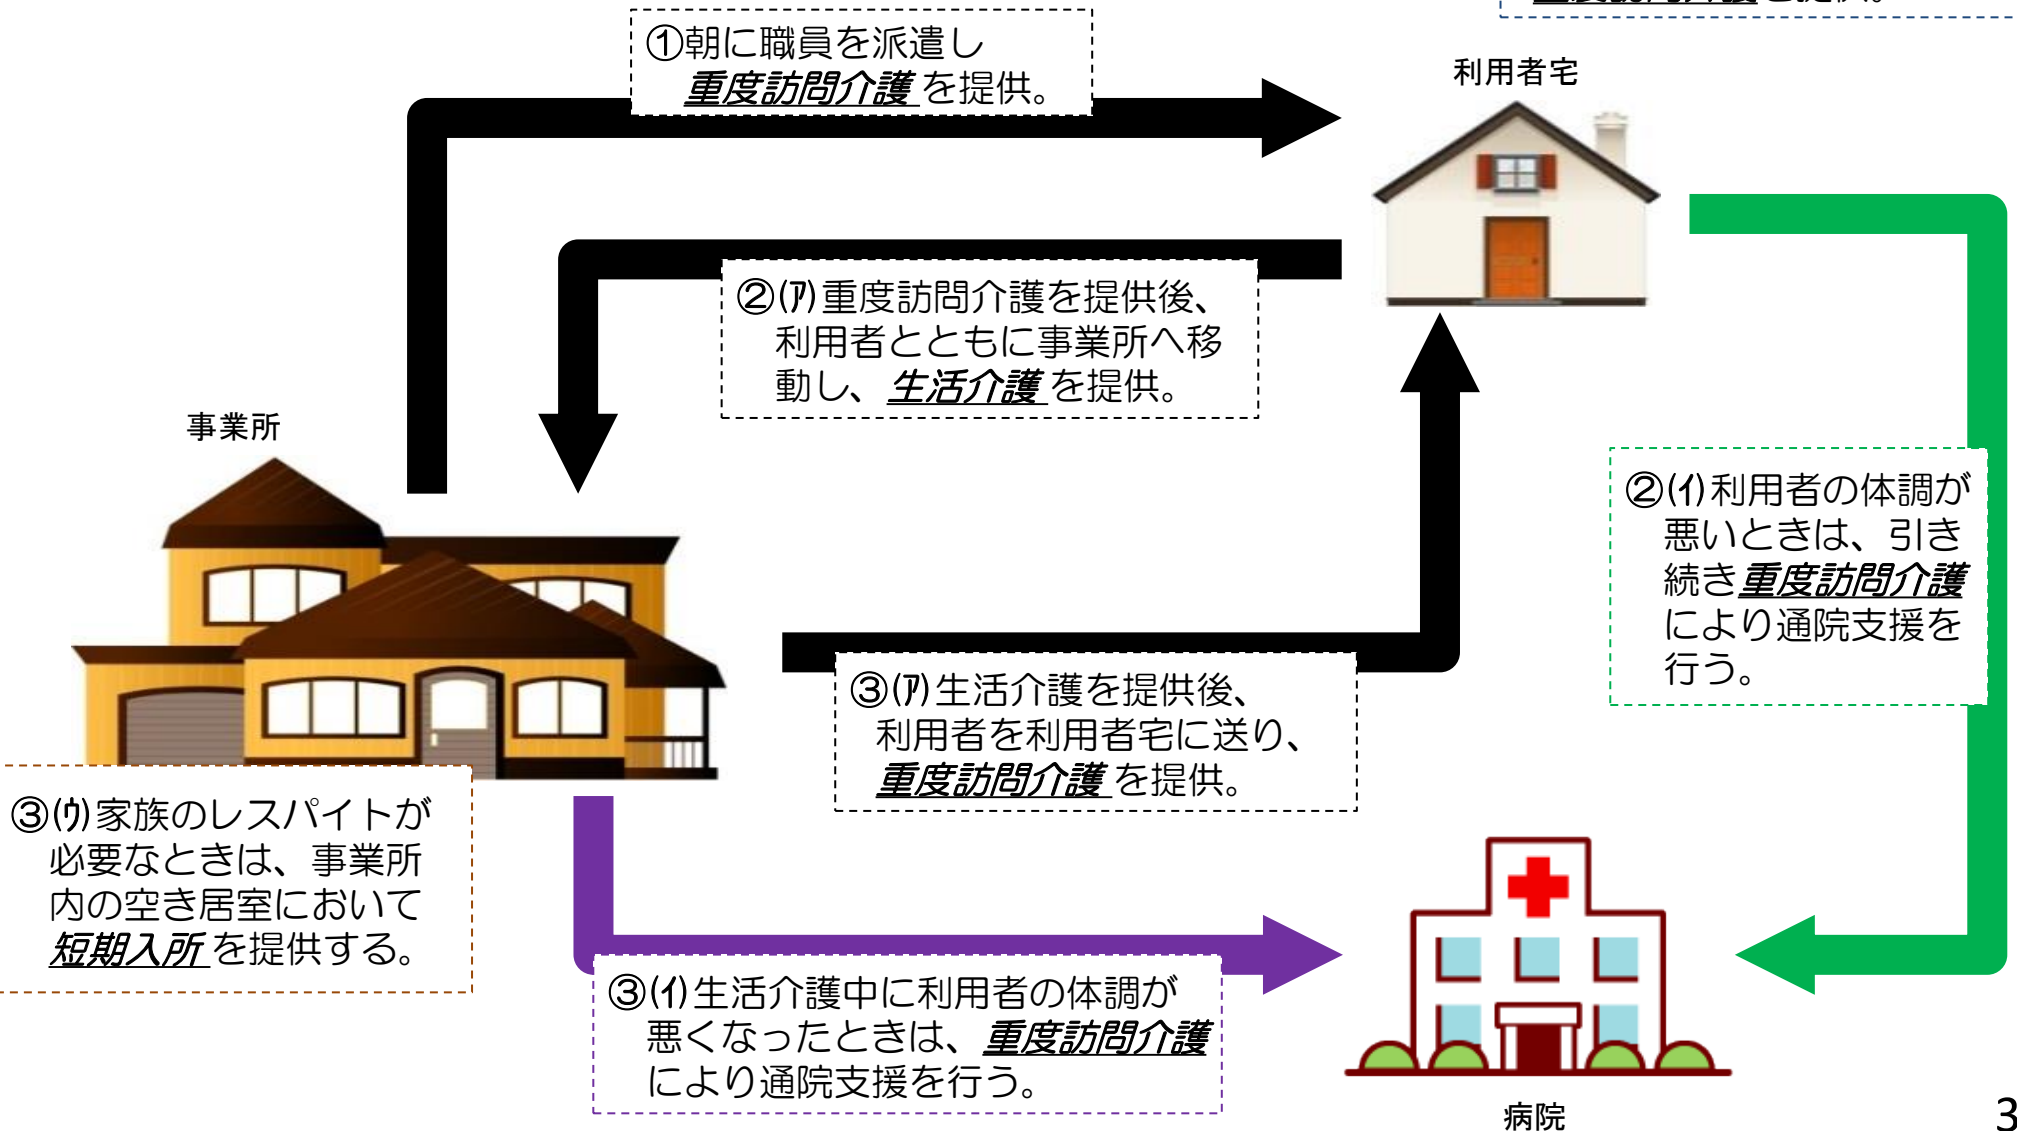 重度訪問介護を提供。
①朝に職員を派遣し
重度訪問介護を提供。
利用者宅
②(ｱ)重度訪問介護を提供後、
利用者とともに事業所へ移
動し、生活介護を提供。
事業所
②(ｲ)利用者の体調が
悪いときは、引き
続き重度訪問介護
により通院支援を
行う。
③(ｱ)生活介護を提供後、
利用者を利用者宅に送り、
重度訪問介護を提供。
③(ｳ)家族のレスパイトが
必要なときは、事業所
内の空き居室において
短期入所を提供する。
③(ｲ)生活介護中に利用者の体調が
悪くなったときは、重度訪問介護
により通院支援を行う。
病院
3